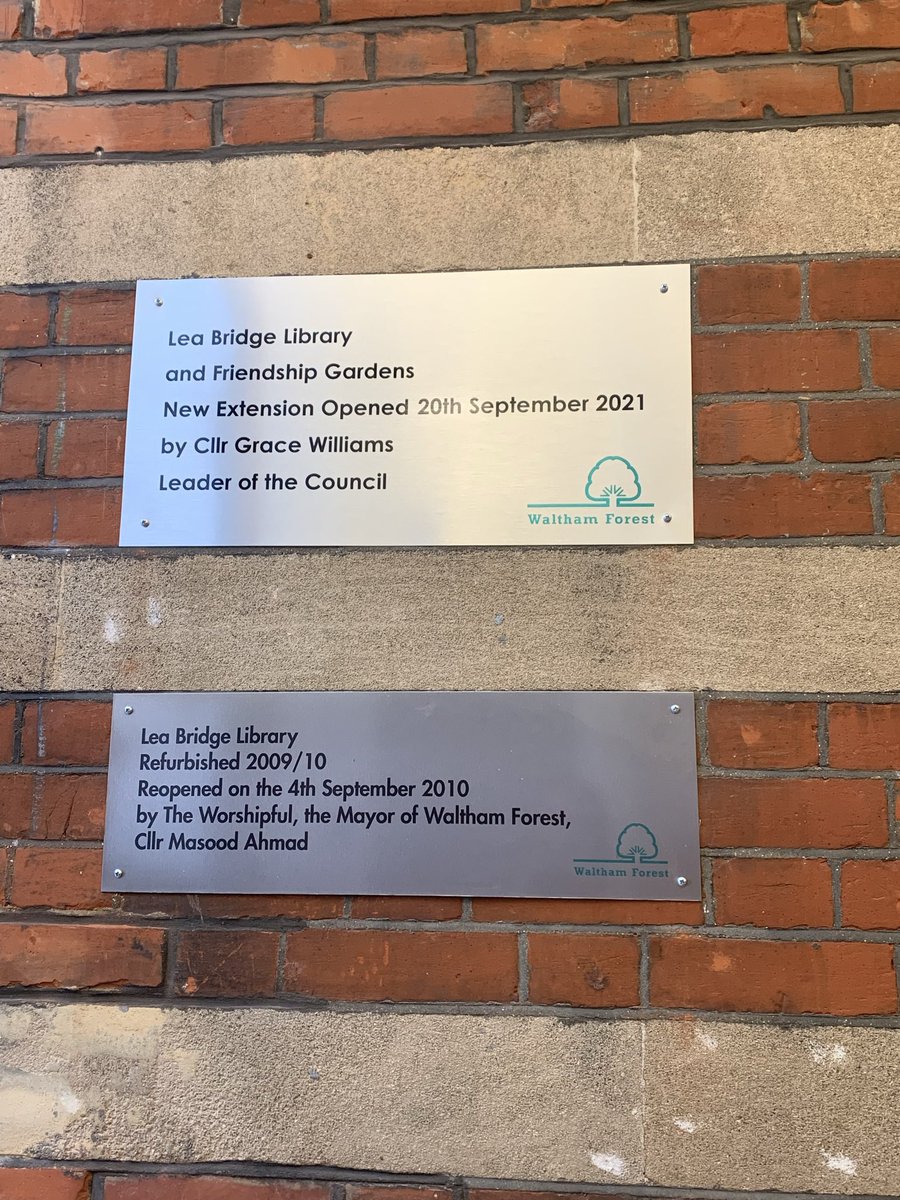 Lea Bridge Library
and Friendship Gardens
New Extension Opened 20th September 2021
by Cllr Grace Williams
Leader of the Council
Waltham Forest
Lea Bridge Library
Refurbished 2009/10
Reopened on the 4th September 2010
by The Worshipful, the Mayor of Waltham Forest,
Cllr Masood Ahmad
Waltham Forest